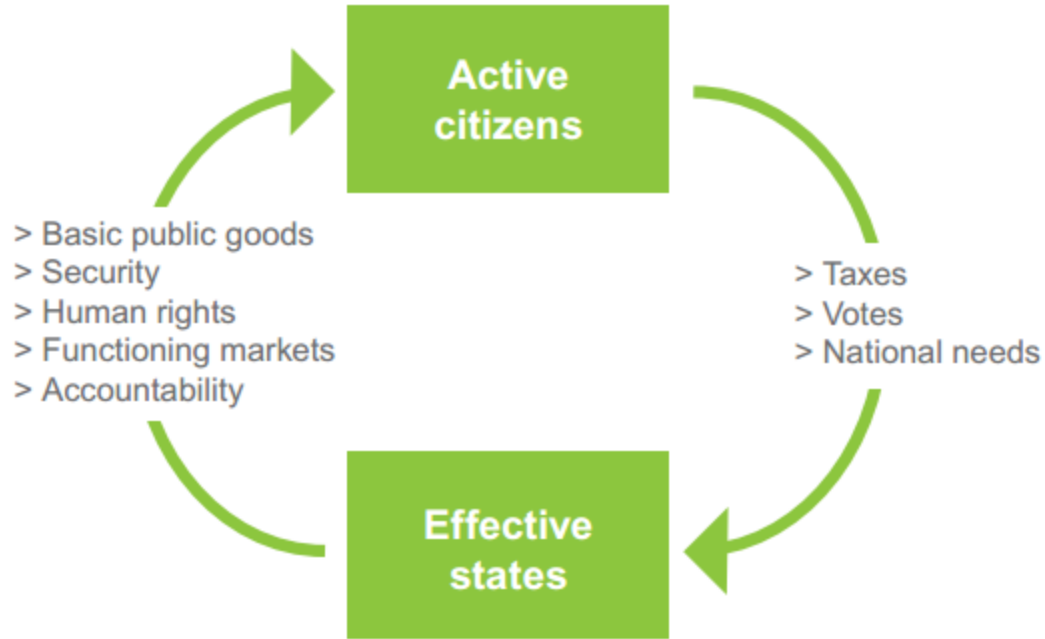 Active
citizens
> Basic public goods
> Security
> Human rights
> Functioning markets
> Accountability
> Taxes
> Votes
> National needs
Effective
states